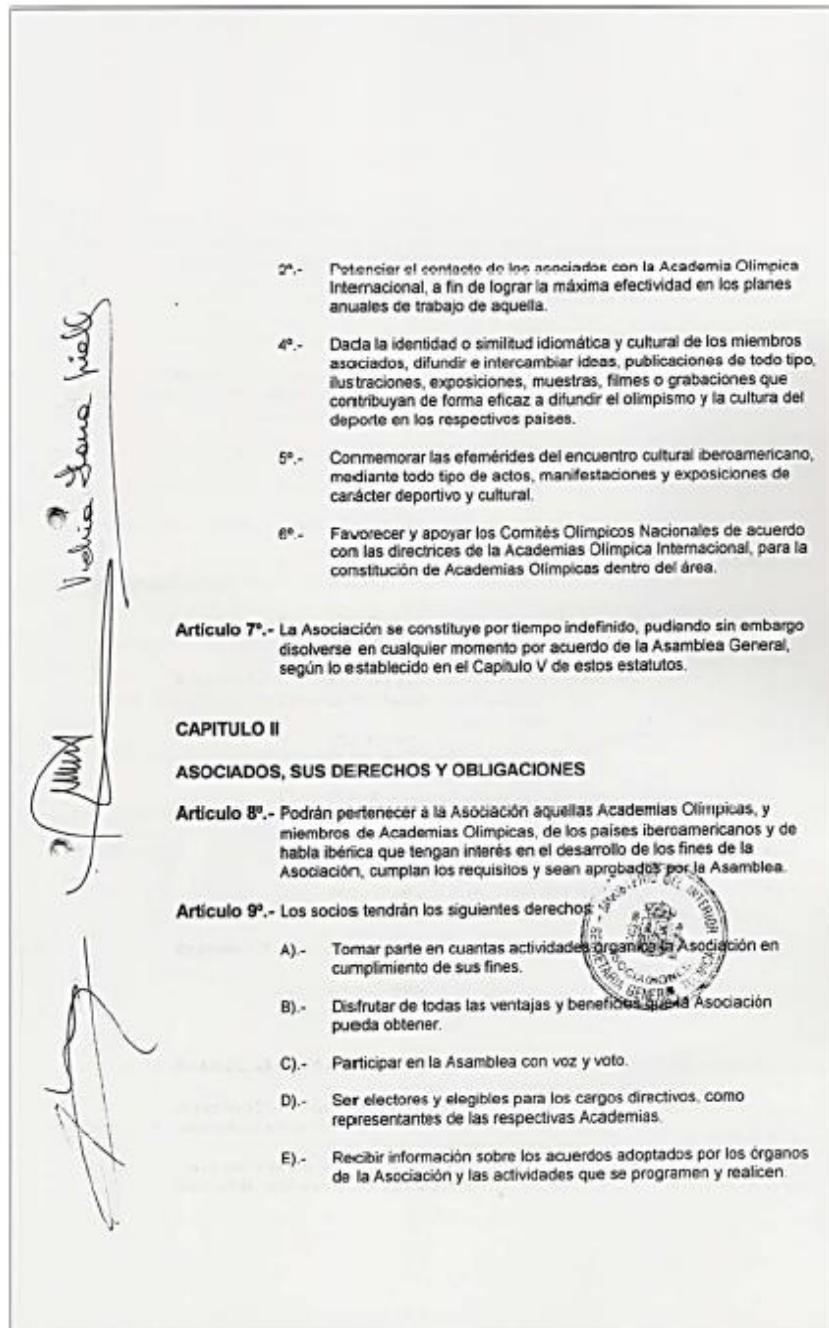 2ª.- Potenciar el contacto de los asociados con la Academia Olímpica
Internacional, a fin de lograr la máxima efectividad en los planes
anuales de trabajo de aquella.
4ª.- Dada la identidad o similitud idiomática y cultural de los miembros
asociados, difundir e intercambiar ideas, publicaciones de todo tipo,
ilustraciones, exposiciones, muestras, filmes o grabaciones que
contribuyan de forma eficaz a difundir el olimpismo y la cultura del
deporte en los respectivos países.
5ª.- Conmemorar las efemérides del encuentro cultural iberoamericano,
mediante todo tipo de actos, manifestaciones y exposiciones de
carácter deportivo y cultural.
6ª.- Favorecer y apoyar los Comités Olímpicos Nacionales de acuerdo
con las directrices de la Academias Olímpica Internacional, para la
constitución de Academias Olímpicas dentro del área.
Artículo 7º.- La Asociación se constituye por tiempo indefinido, pudiendo sin embargo
disolverse en cualquier momento por acuerdo de la Asamblea General,
según lo establecido en el Capítulo V de estos estatutos.
CAPITULO II
ASOCIADOS, SUS DERECHOS Y OBLIGACIONES
Artículo 8º.- Podrán pertenecer a la Asociación aquellas Academias Olímpicas, y
miembros de Academias Olímpicas, de los países iberoamericanos y de
habla ibérica que tengan interés en el desarrollo de los fines de la
Asociación, cumplan los requisitos y sean aprobados por la Asamblea.
Artículo 9º.- Los socios tendrán los siguientes derechos
A).- Tomar parte en cuantas actividades organice la Asociación en
cumplimiento de sus fines.
B).- Disfrutar de todas las ventajas y beneficios que la Asociación
pueda obtener.
C).- Participar en la Asamblea con voz y voto.
D).- Ser electores y elegibles para los cargos directivos, como
representantes de las respectivas Academias.
E).- Recibir información sobre los acuerdos adoptados por los órganos
de la Asociación y las actividades que se programen y realicen.
MINISTERIO DEL INTERIOR
SECRETARIA GENERAL TECNICA
ASOCIACIONES